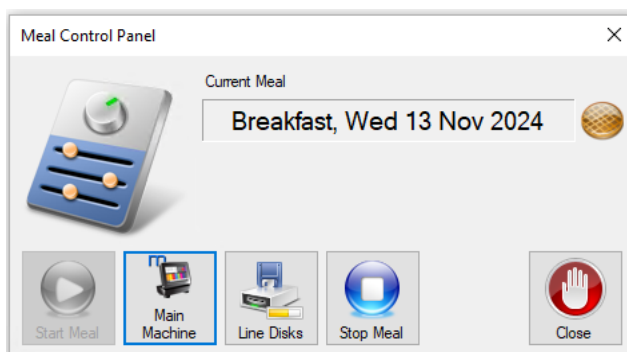 Meal Control Panel
Current Meal
Breakfast, Wed 13 Nov 2024
m
Start Meal
Main
Machine
Line Disks
Stop Meal
Close